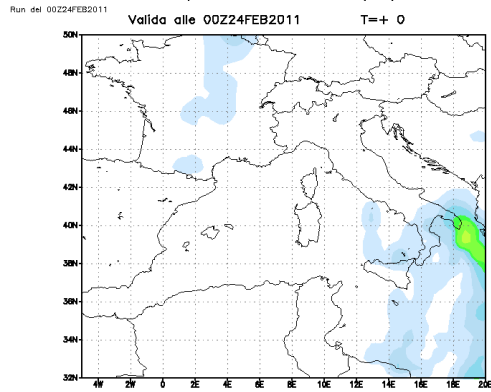 Run del 00Z24FEB2011
Valida alle 00Z24FEB2011 T=+ 0
50N
48N
46N
44N
42N
40N
38N
36N
34N
32N
4W 2W 0 2E 4E 6E 8E 10E 12E 14E 16E 18E 20E